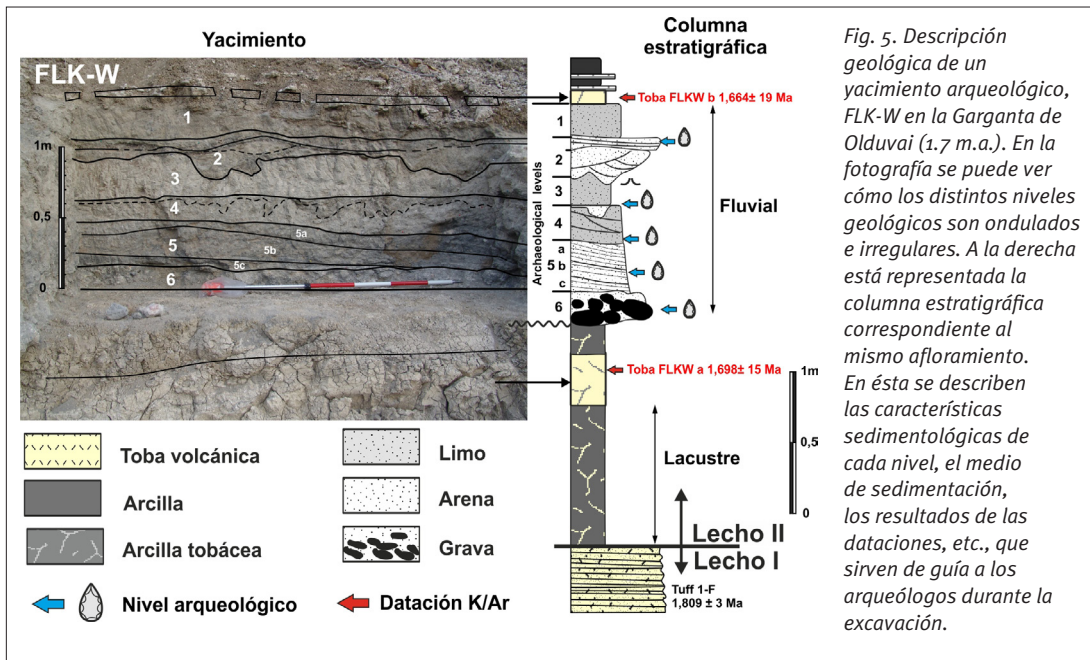 Yacimiento
Columna
estratigráfica
FLK-W
1
2
3
4
5
5a
5b
5c
6
1m
0,5
0
Archaeological levels
1
2
3
4
a
5 b
c
6
Toba FLKW b 1,664± 19 Ma
Fluvial
Toba FLKW a 1,698± 15 Ma
1m
0,5
0
Lacustre
Lecho II
Lecho I
Tuff 1-F
1,809 ± 3 Ma
Toba volcánica
Limo
Arcilla
Arena
Arcilla tobácea
Grava
Nivel arqueológico
Datación K/Ar
Fig. 5. Descripción
geológica de un
yacimiento arqueológico,
FLK-W en la Garganta de
Olduvai (1.7 m.a.). En la
fotografía se puede ver
cómo los distintos niveles
geológicos son ondulados
e irregulares. A la derecha
está representada la
columna estratigráfica
correspondiente al
mismo afloramiento.
En ésta se describen
las características
sedimentológicas de
cada nivel, el medio
de sedimentación,
los resultados de las
dataciones, etc., que
sirven de guía a los
arqueólogos durante la
excavación.